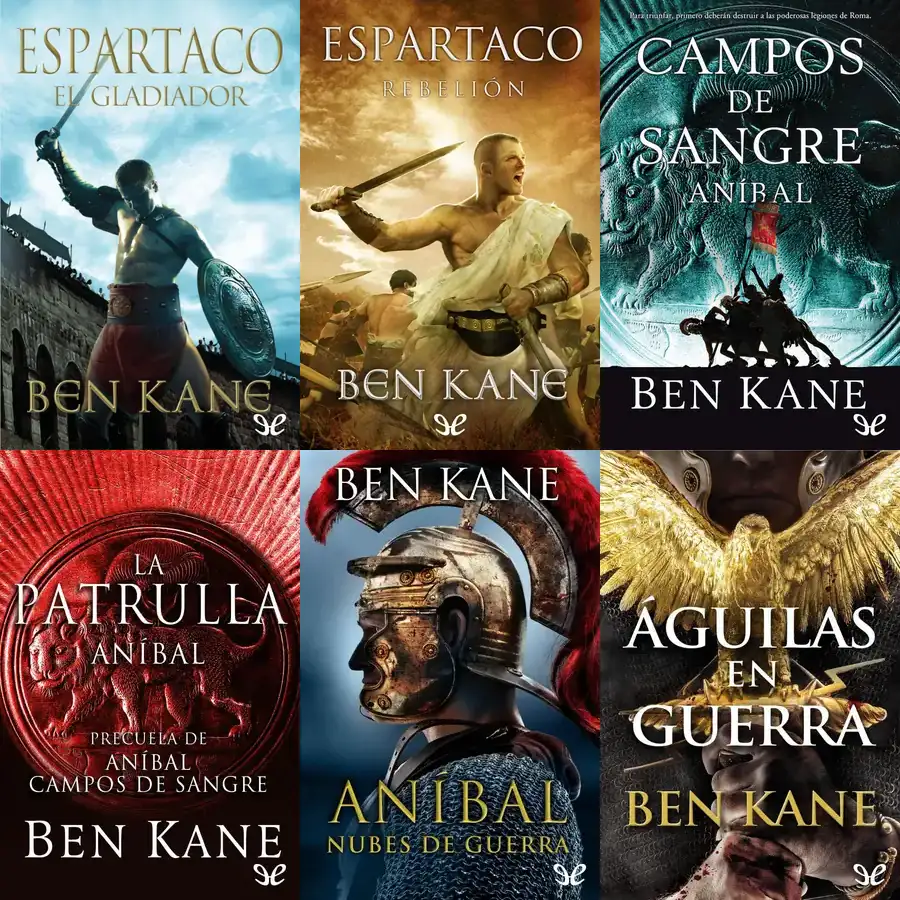 ESPARTACO
EL GLADIADOR
BEN KANE
ESPARTACO
REBELIÓN
BEN KANE
Para triunfar, primero deberán destruir a las poderosas legiones de Roma.
CAMPOS
DE
SANGRE
ANÍBAL
BEN KANE
LA
PATRULLA
ANÍBAL
PRECUELA DE
ANÍBAL
CAMPOS DE SANGRE
BEN KANE
BEN KANE
ANÍBAL
NUBES DE GUERRA
ÁGUILAS
EN
GUERRA
BEN KANE